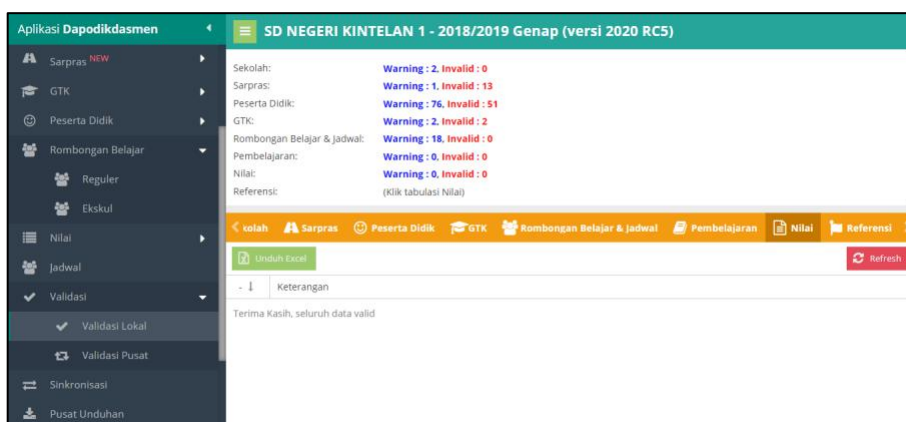 Aplikasi Dapodikdasmen
SD NEGERI KINTELAN 1 - 2018/2019 Genap (versi 2020 RC5)
Sarpras NEW
GTK
Peserta Didik
Rombongan Belajar
Reguler
Ekskul
Nilai
Jadwal
Validasi
Validasi Lokal
Validasi Pusat
Sinkronisasi
Pusat Unduhan
Sekolah: Warning : 2, Invalid : 0
Sarpras: Warning : 1, Invalid : 13
Peserta Didik: Warning : 76, Invalid : 51
GTK: Warning : 2, Invalid : 2
Rombongan Belajar & Jadwal: Warning : 18, Invalid : 0
Pembelajaran: Warning : 0, Invalid : 0
Nilai: Warning : 0, Invalid : 0
Referensi: (Klik tabulasi Nilai)
kolah Sarpras Peserta Didik GTK Rombongan Belajar & Jadwal Pembelajaran Nilai Referensi
Unduh Excel Refresh
Keterangan
Terima Kasih, seluruh data valid